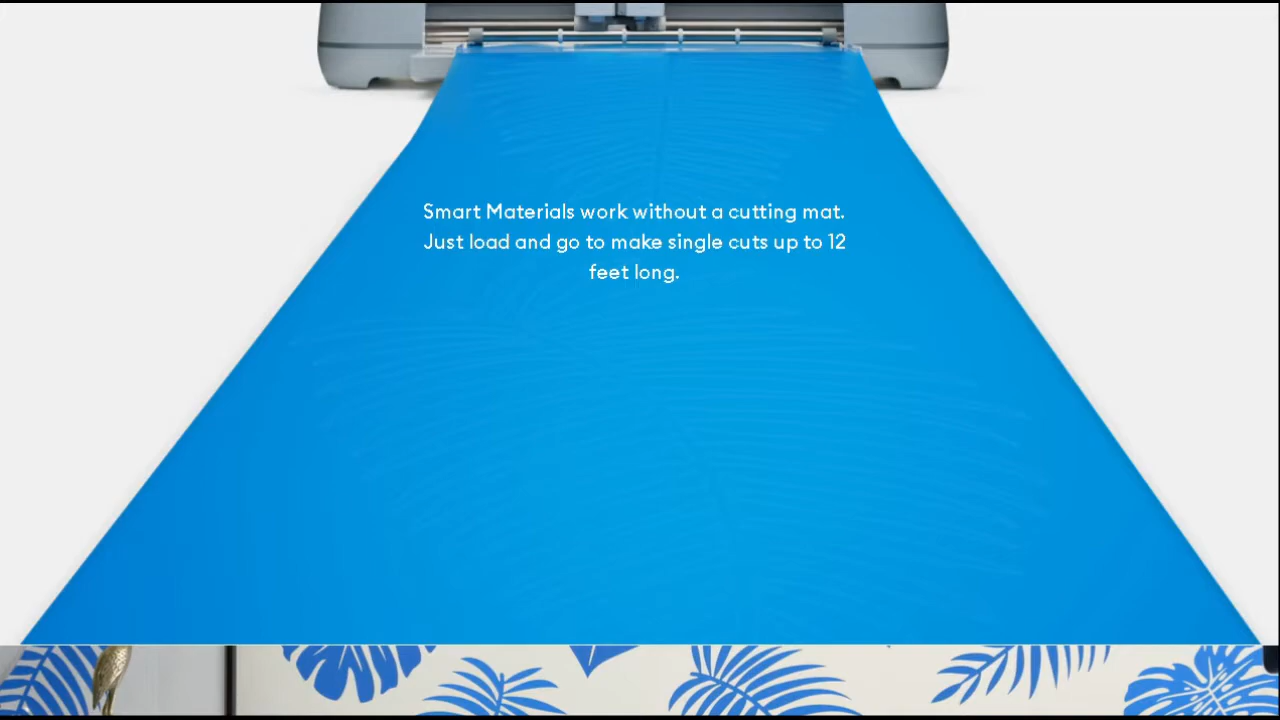 Smart Materials work without a cutting mat.
Just load and go to make single cuts up to 12
feet long.